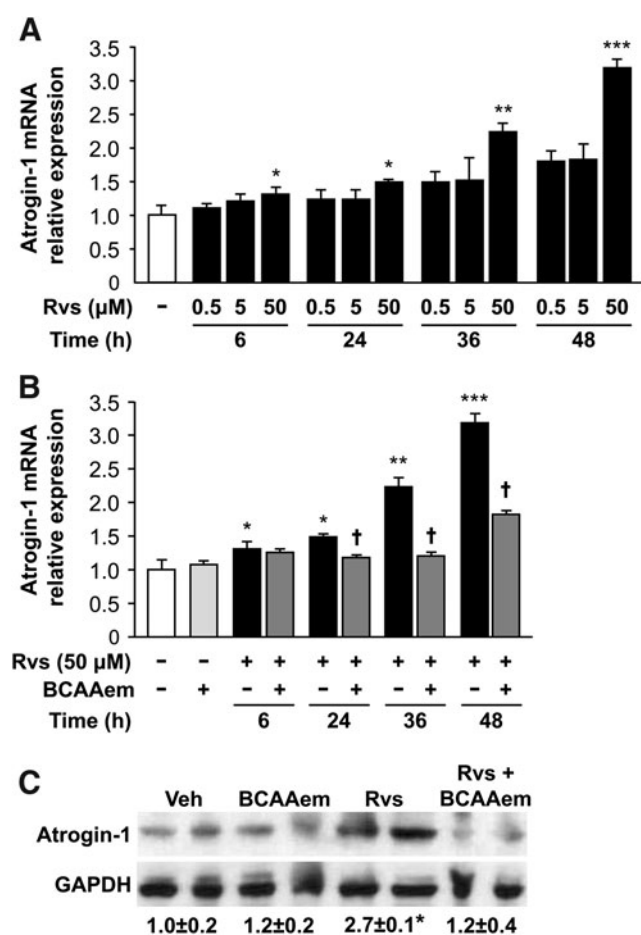 A
Atrogin-1 mRNA
relative expression
3.5
3.0
2.5
2.0
1.5
1.0
0.5
0
* * ** ***
Rvs (µM) – 0.5 5 50 0.5 5 50 0.5 5 50 0.5 5 50
Time (h) 6 24 36 48
B
Atrogin-1 mRNA
relative expression
3.5
3.0
2.5
2.0
1.5
1.0
0.5
0
* * † ** † *** †
Rvs (50 µM) – – + + + + + + + +
BCAAem – + – + – + – + – +
Time (h) 6 24 36 48
C
Veh BCAAem Rvs Rvs +
BCAAem
Atrogin-1
GAPDH
1.0±0.2 1.2±0.2 2.7±0.1* 1.2±0.4